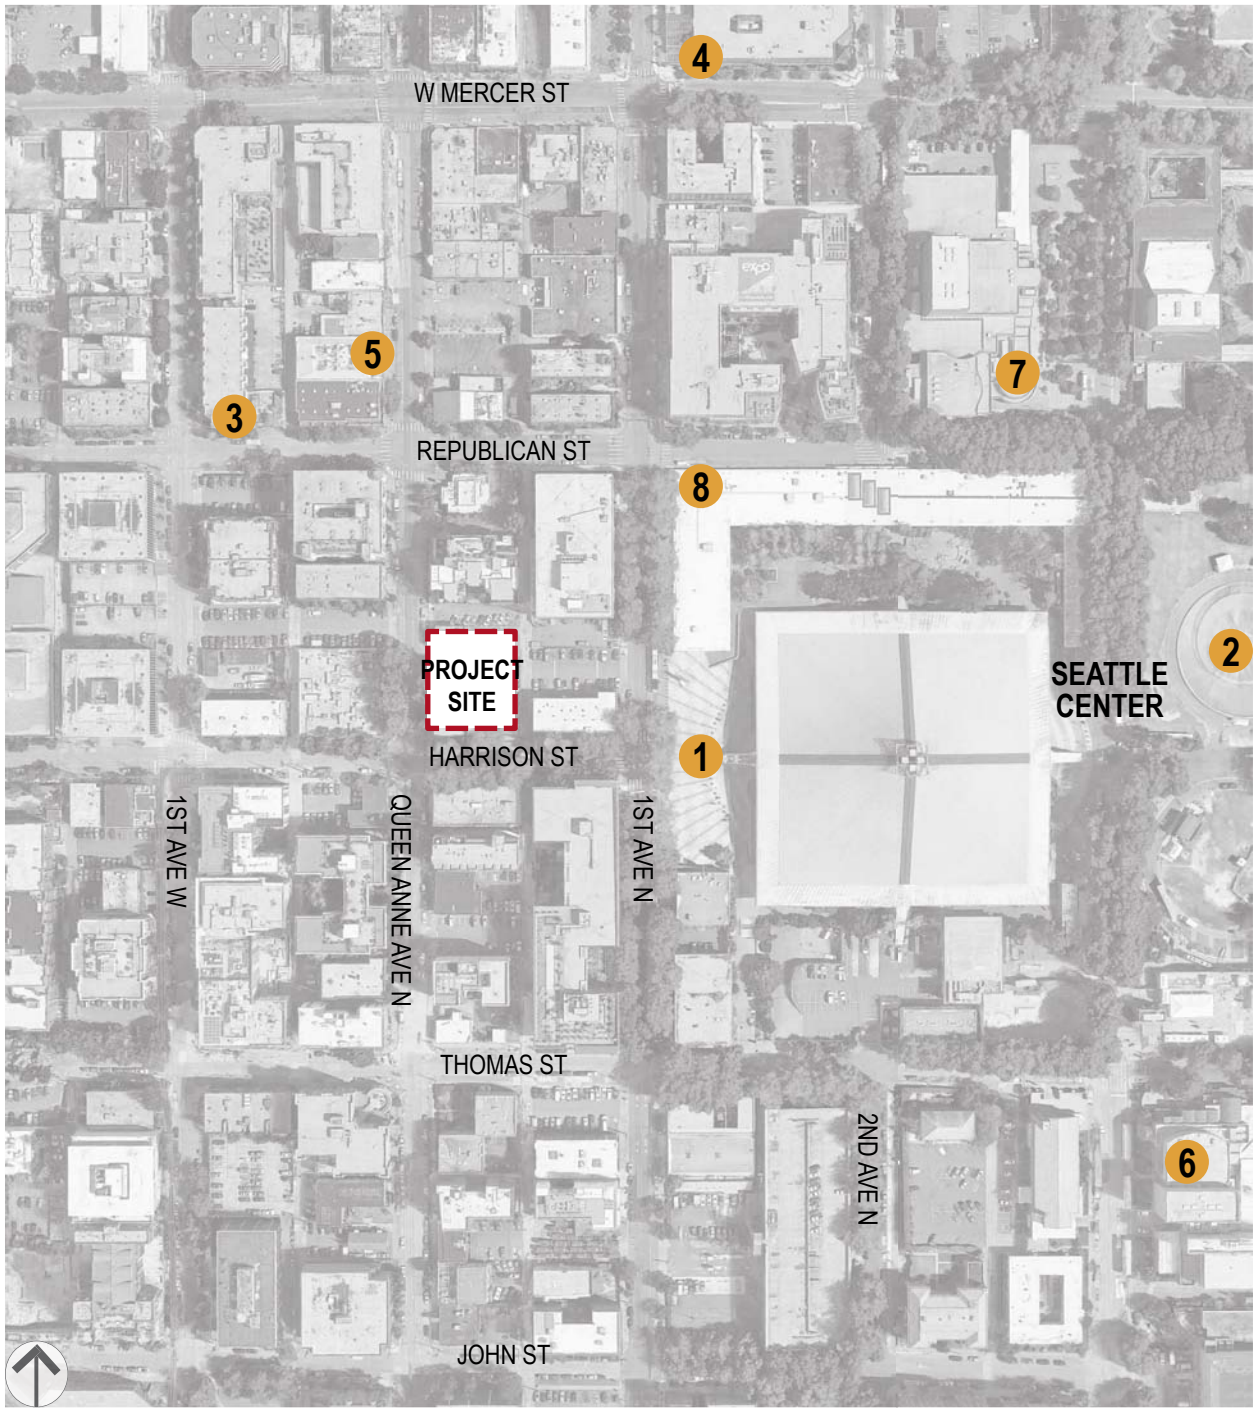 4
W MERCER ST
expo
5
7
3
REPUBLICAN ST
8
PROJECT
SITE
2
SEATTLE
CENTER
HARRISON ST
1
1ST AVE W
QUEEN ANNE AVE N
1ST AVE N
THOMAS ST
2ND AVE N
6
JOHN ST